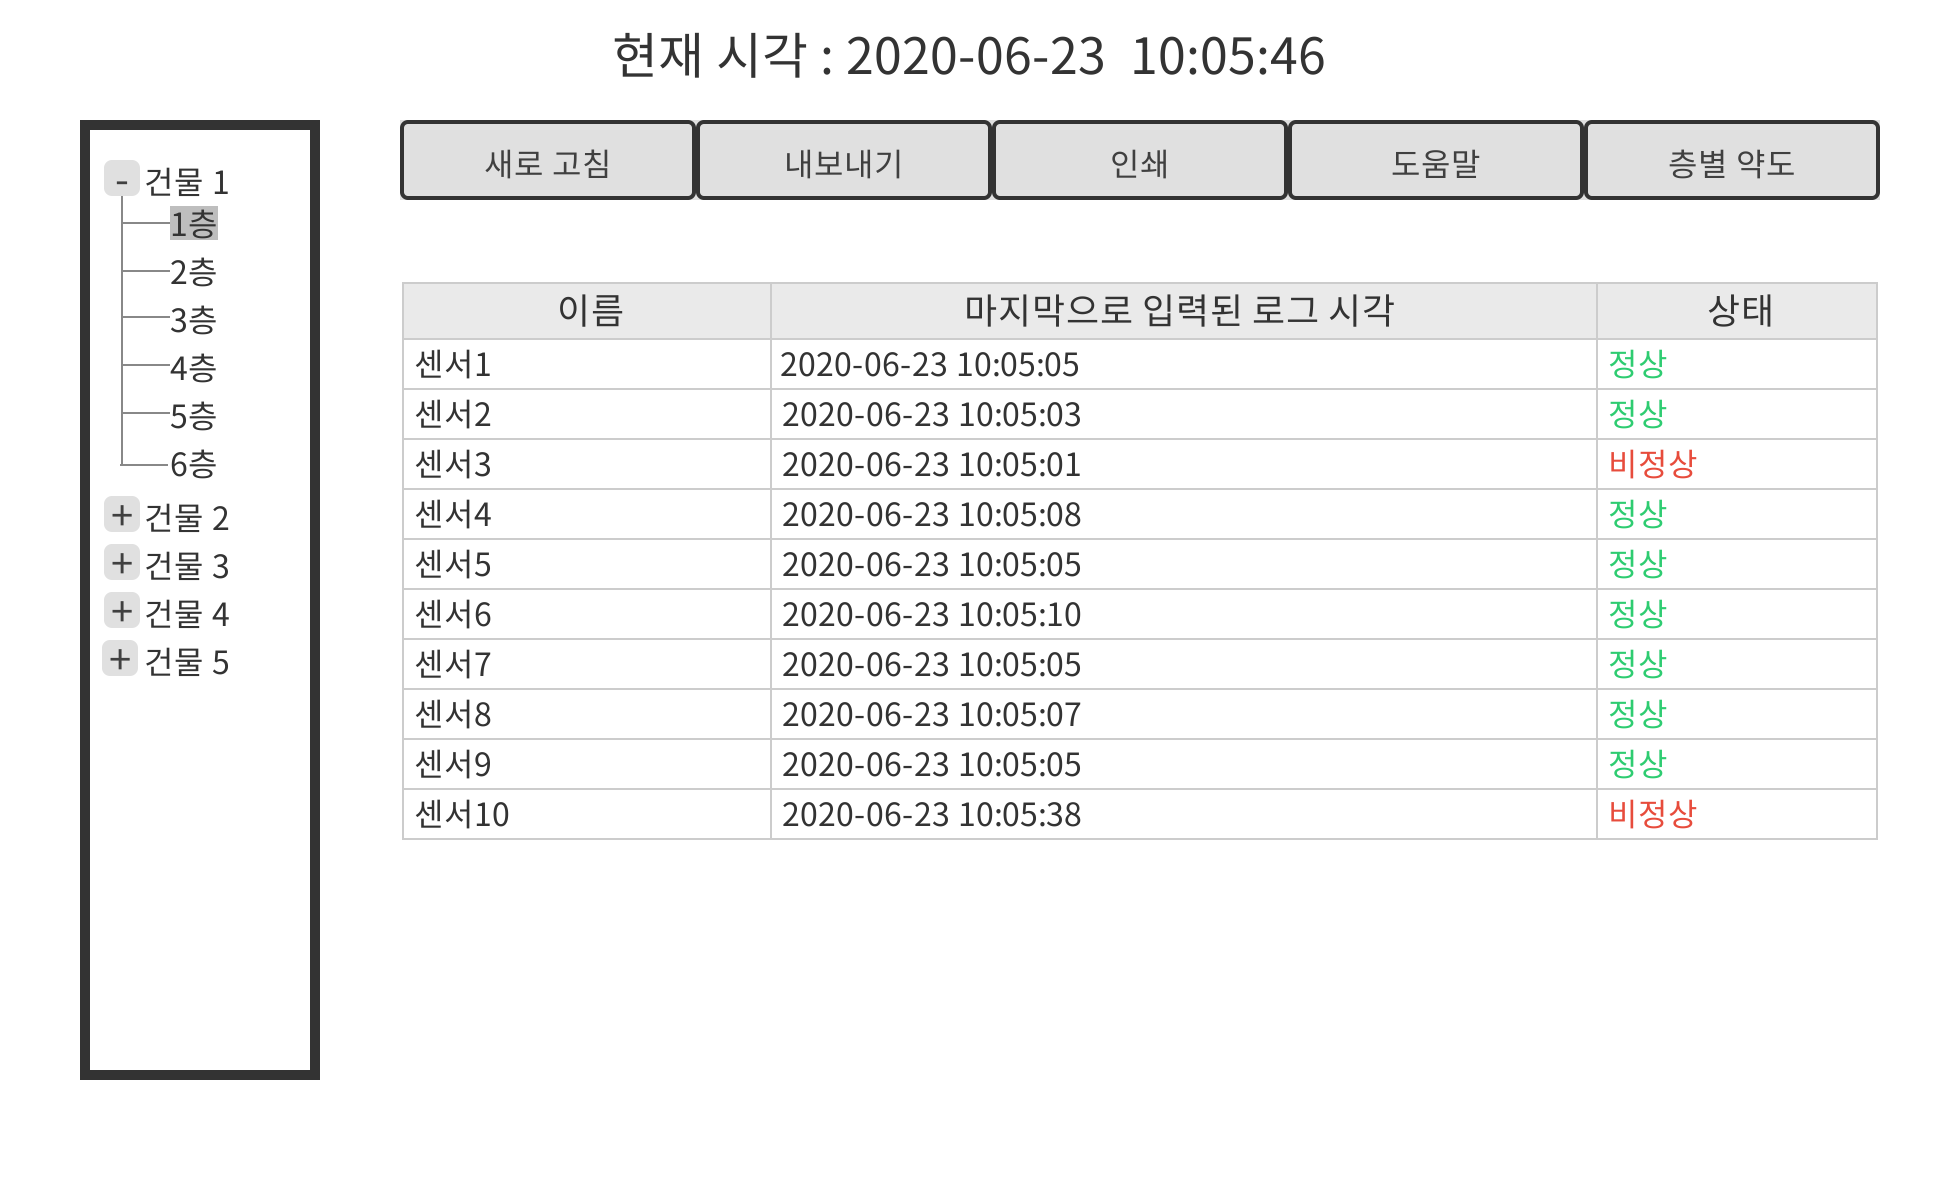 현재 시각 : 2020-06-23 10:05:46
새로 고침 내보내기 인쇄 도움말 층별 약도
- 건물 1
1층
2층
3층
4층
5층
6층
+ 건물 2
+ 건물 3
+ 건물 4
+ 건물 5
이름 마지막으로 입력된 로그 시각 상태
센서1 2020-06-23 10:05:05 정상
센서2 2020-06-23 10:05:03 정상
센서3 2020-06-23 10:05:01 비정상
센서4 2020-06-23 10:05:08 정상
센서5 2020-06-23 10:05:05 정상
센서6 2020-06-23 10:05:10 정상
센서7 2020-06-23 10:05:05 정상
센서8 2020-06-23 10:05:07 정상
센서9 2020-06-23 10:05:05 정상
센서10 2020-06-23 10:05:38 비정상